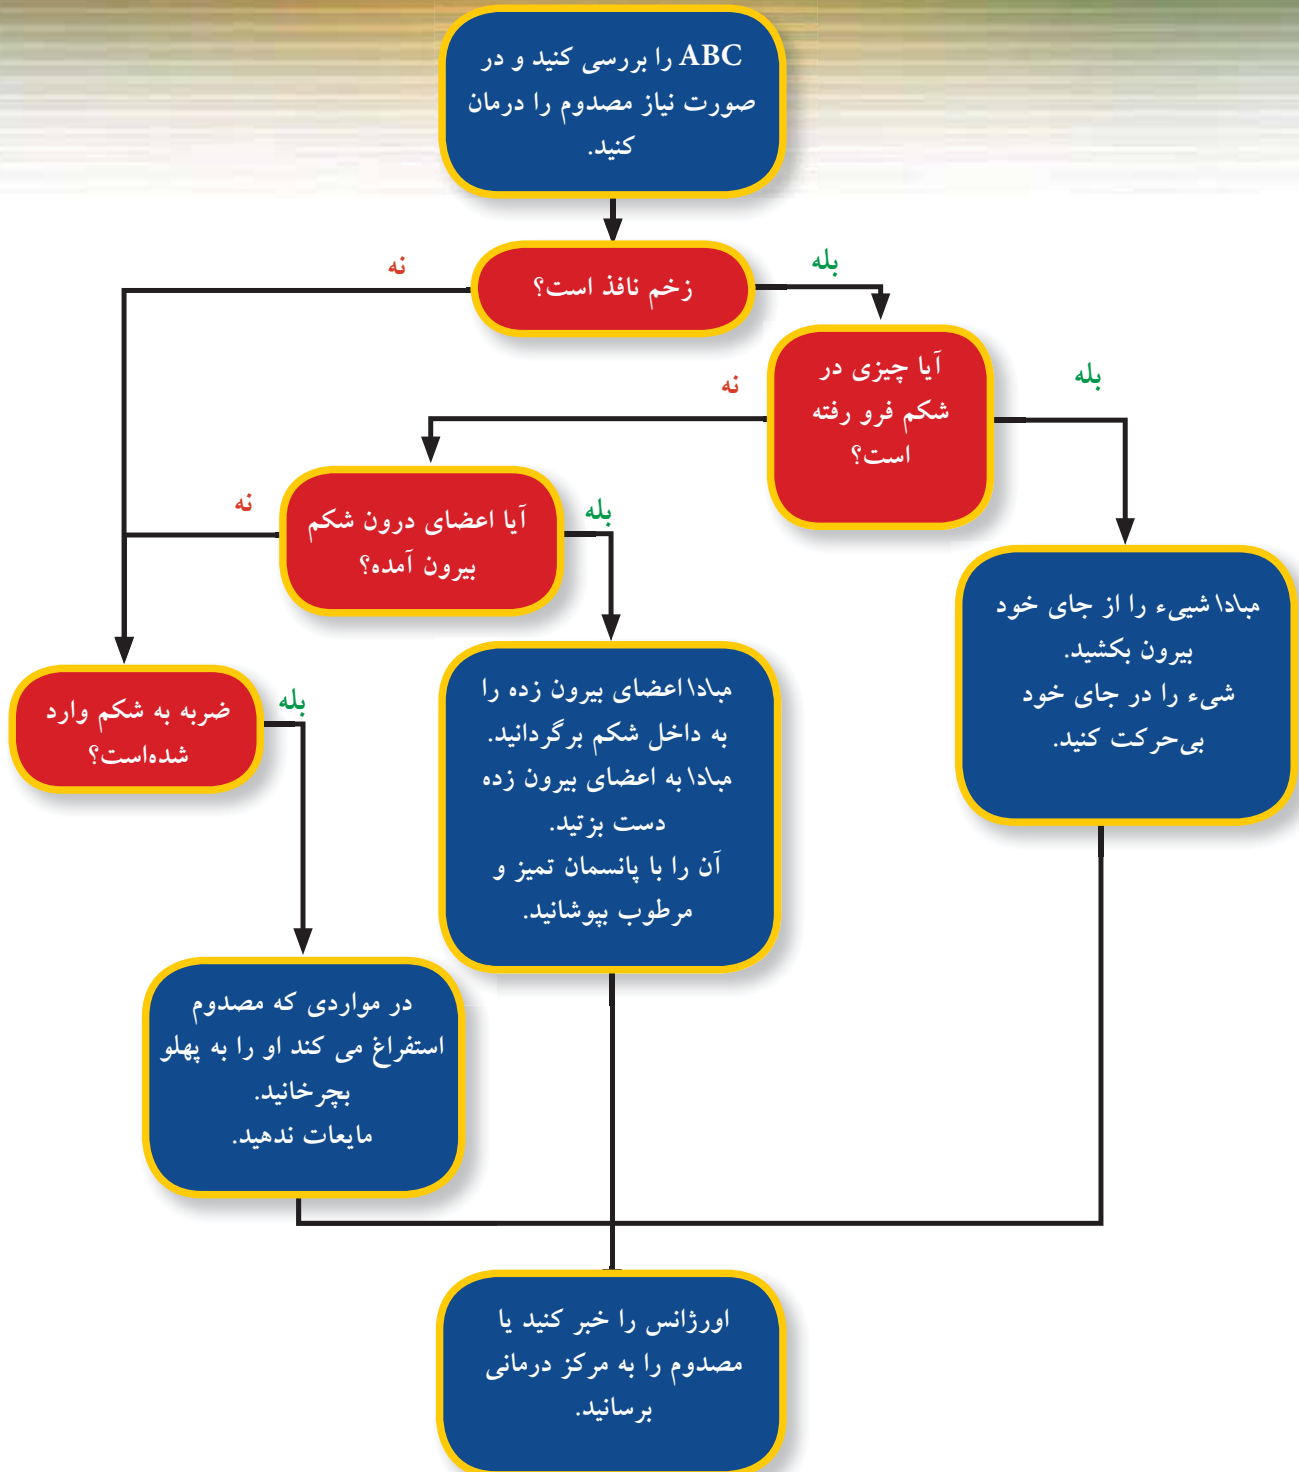 ABC را بررسی کنید و در
صورت نیاز مصدوم را درمان
کنید.
زخم نافذ است؟
بله
نه
آیا چیزی در
شکم فرو رفته
است؟
بله
نه
آیا اعضای درون شکم
بیرون آمده؟
بله
نه
مبادا شییء را از جای خود
بیرون بکشید.
شیء را در جای خود
بی‌حرکت کنید.
مبادا اعضای بیرون زده را
به داخل شکم برگردانید.
مبادا به اعضای بیرون زده
دست بزتید.
آن را با پانسمان تمیز و
مرطوب بپوشانید.
ضربه به شکم وارد
شده‌است؟
بله
در مواردی که مصدوم
استفراغ می کند او را به پهلو
بچرخانید.
مایعات ندهید.
اورژانس را خبر کنید یا
مصدوم را به مرکز درمانی
برسانید.